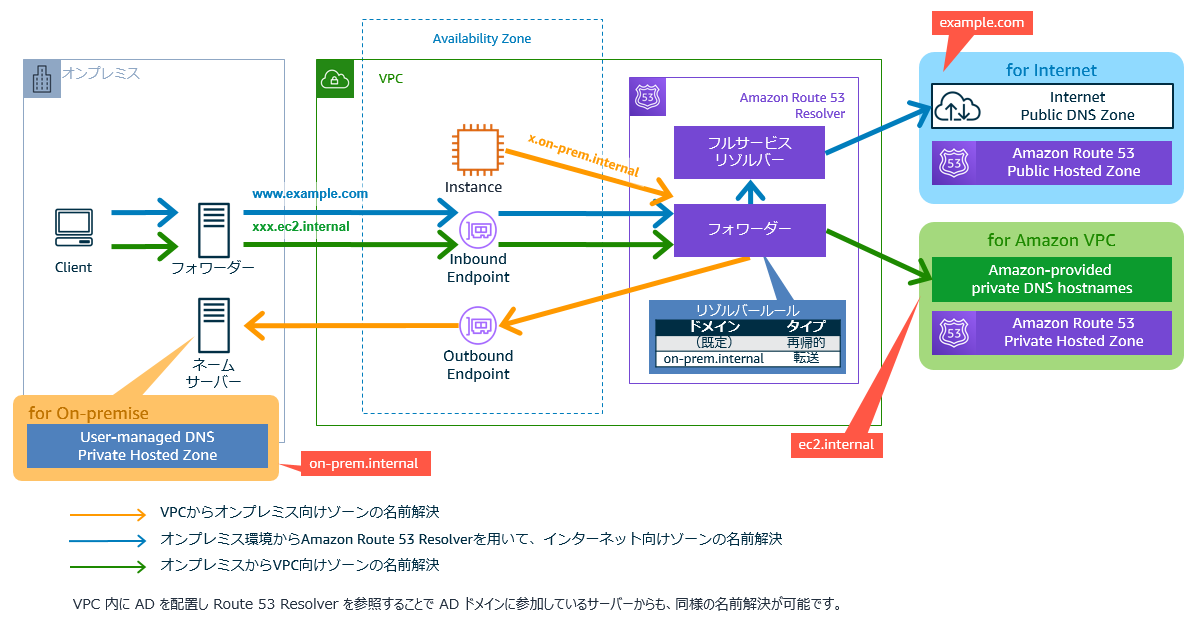 example.com
Availability Zone
オンプレミス
VPC
for Internet
Internet
Public DNS Zone
Amazon Route 53
Resolver
フルサービス
リゾルバー
x.on-prem.internal
Amazon Route 53
Public Hosted Zone
Instance
www.example.com
xxx.ec2.internal
フォワーダー
Client
フォワーダー
Inbound
Endpoint
for Amazon VPC
Amazon-provided
private DNS hostnames
リゾルバールール
ドメイン タイプ
（既定） 再帰的
on-prem.internal 転送
Amazon Route 53
Private Hosted Zone
Outbound
Endpoint
ネーム
サーバー
for On-premise
User-managed DNS
Private Hosted Zone
ec2.internal
on-prem.internal
VPCからオンプレミス向けゾーンの名前解決
オンプレミス環境からAmazon Route 53 Resolverを用いて、インターネット向けゾーンの名前解決
オンプレミスからVPC向けゾーンの名前解決
VPC 内に AD を配置し Route 53 Resolver を参照することで AD ドメインに参加しているサーバーからも、同様の名前解決が可能です。